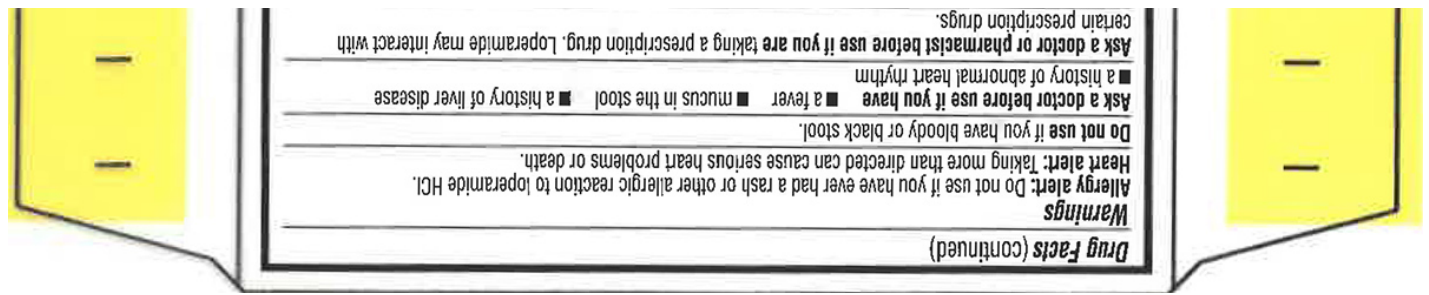 Drug Facts (continued)
Warnings
Allergy alert: Do not use if you have ever had a rash or other allergic reaction to loperamide HCl.
Heart alert: Taking more than directed can cause serious heart problems or death.
Do not use if you have bloody or black stool.
Ask a doctor before use if you have ■ a fever ■ mucus in the stool ■ a history of liver disease
■ a history of abnormal heart rhythm
Ask a doctor or pharmacist before use if you are taking a prescription drug. Loperamide may interact with
certain prescription drugs.